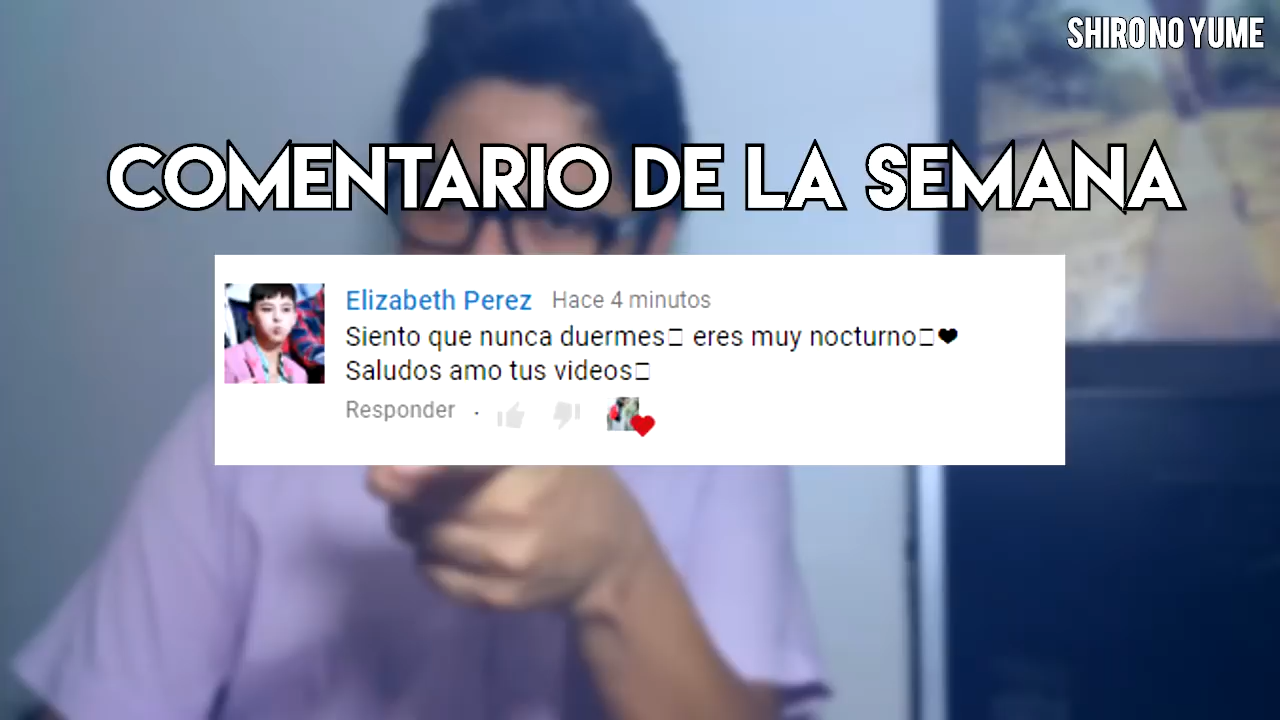 SHIRO NO YUME
COMENTARIO DE LA SEMANA
Elizabeth Perez Hace 4 minutos
Siento que nunca duermes□ eres muy nocturno□❤
Saludos amo tus videos□
Responder ·